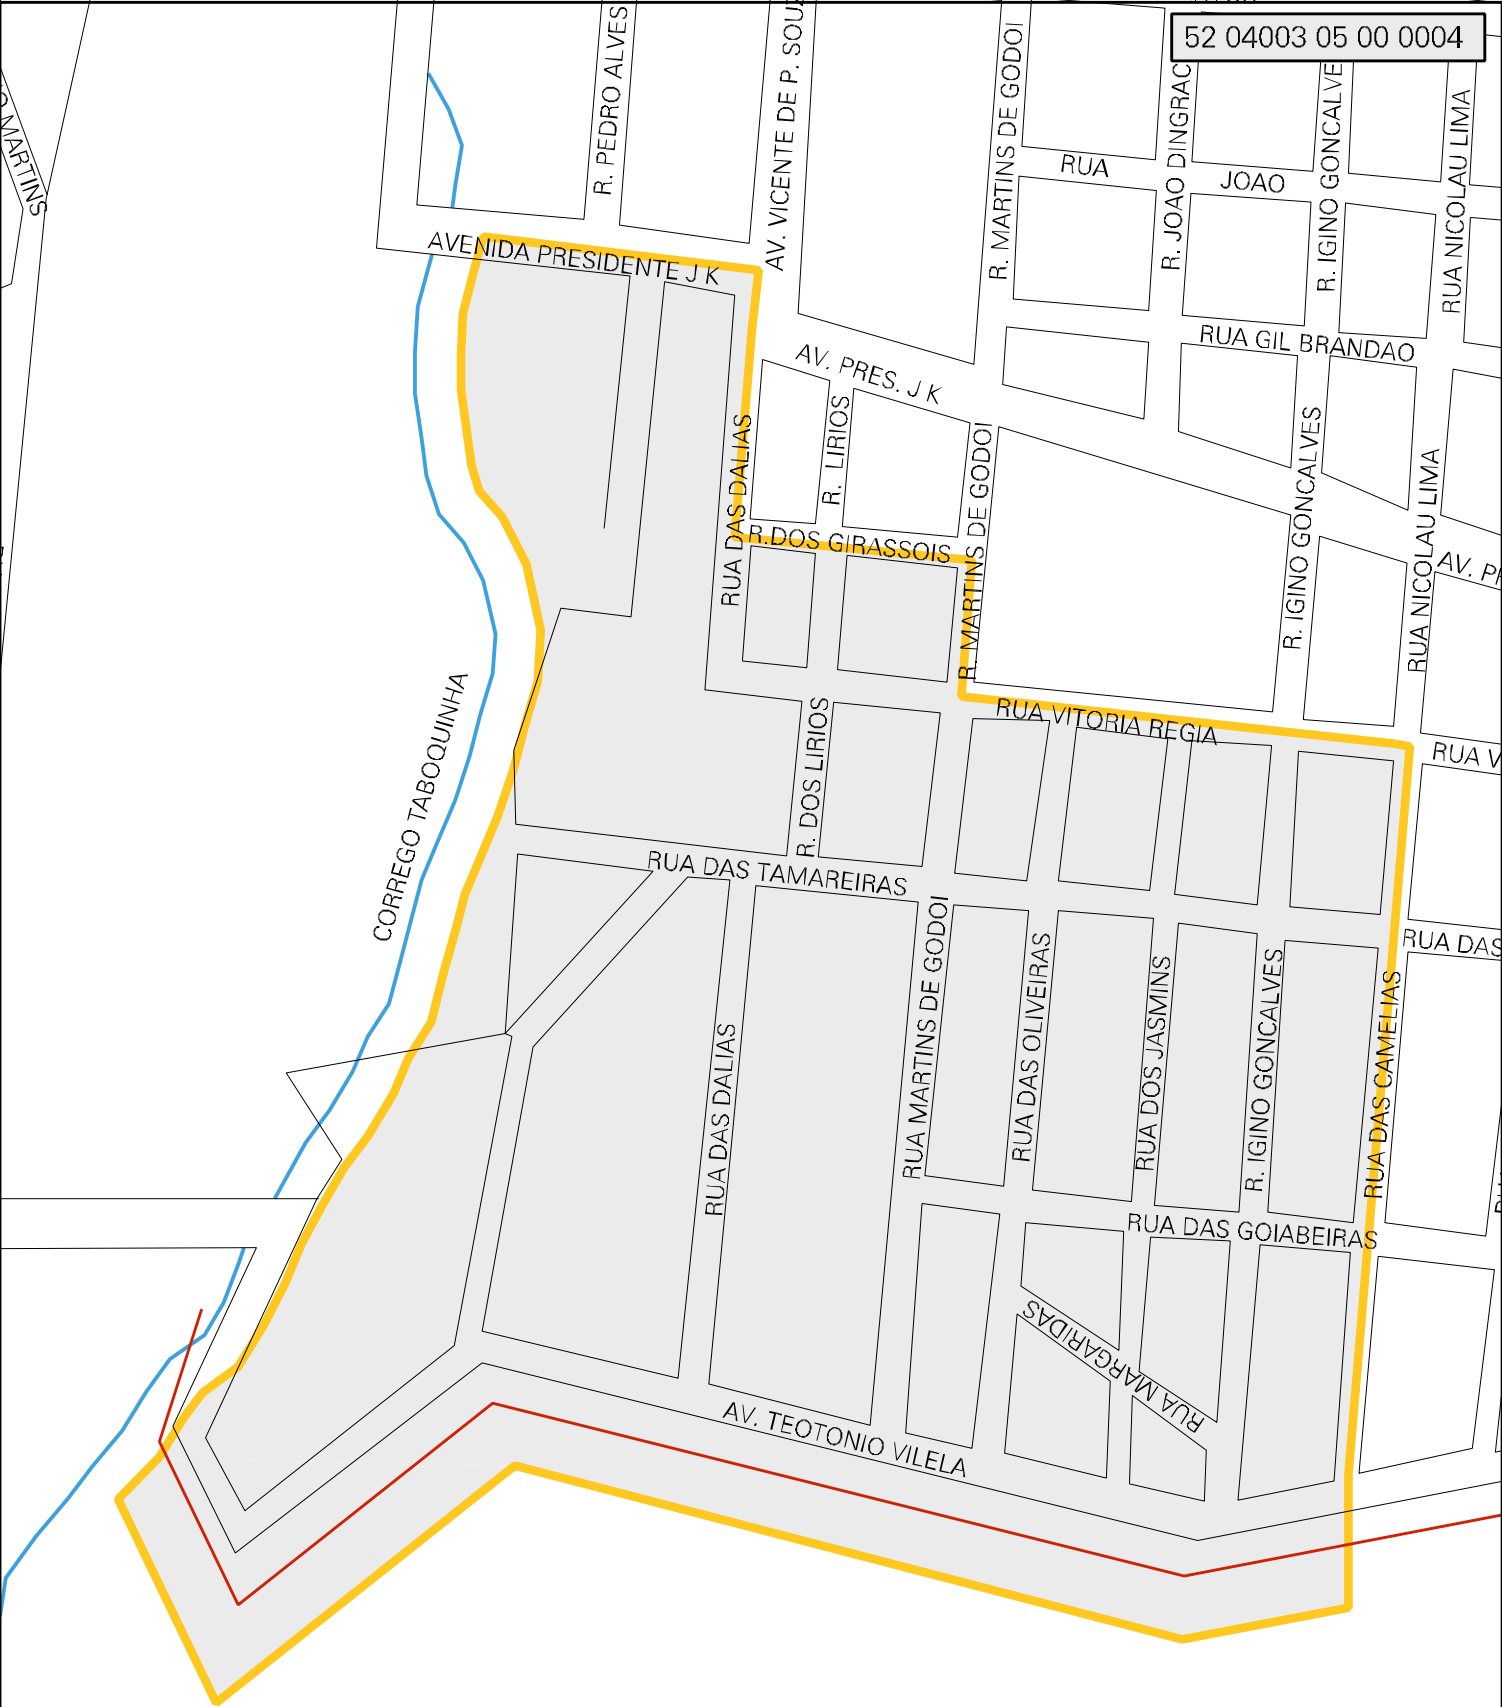 52 04003 05 00 0004
MARTINS
R. PEDRO ALVES
AV. VICENTE DE P.
R. MARTINS DE GODOI
R. JOAO
R. IGINO
RUA NICOLAU LIMA
RUA JOAO
AVENIDA PRESIDENTE J K
RUA GIL BRANDAO
AV. PRES. J K
RUA DAS DALIAS
R. LIRIOS
R. MARTINS DE GODOI
R. IGINO GONCALVES
RUA NICOLAU LIMA
R.DOS GIRASSOIS
AV.
CORREGO TABOQUINHA
R. DOS LIRIOS
RUA VITORIA REGIA
RUA
RUA DAS TAMAREIRAS
RUA DAS
RUA DAS DALIAS
RUA MARTINS DE GODOI
RUA DAS OLIVEIRAS
RUA DOS JASMINS
R. IGINO GONCALVES
RUA DAS CAMELIAS
RUA DAS GOIABEIRAS
RUA MARGARIDAS
AV. TEOTONIO VILELA